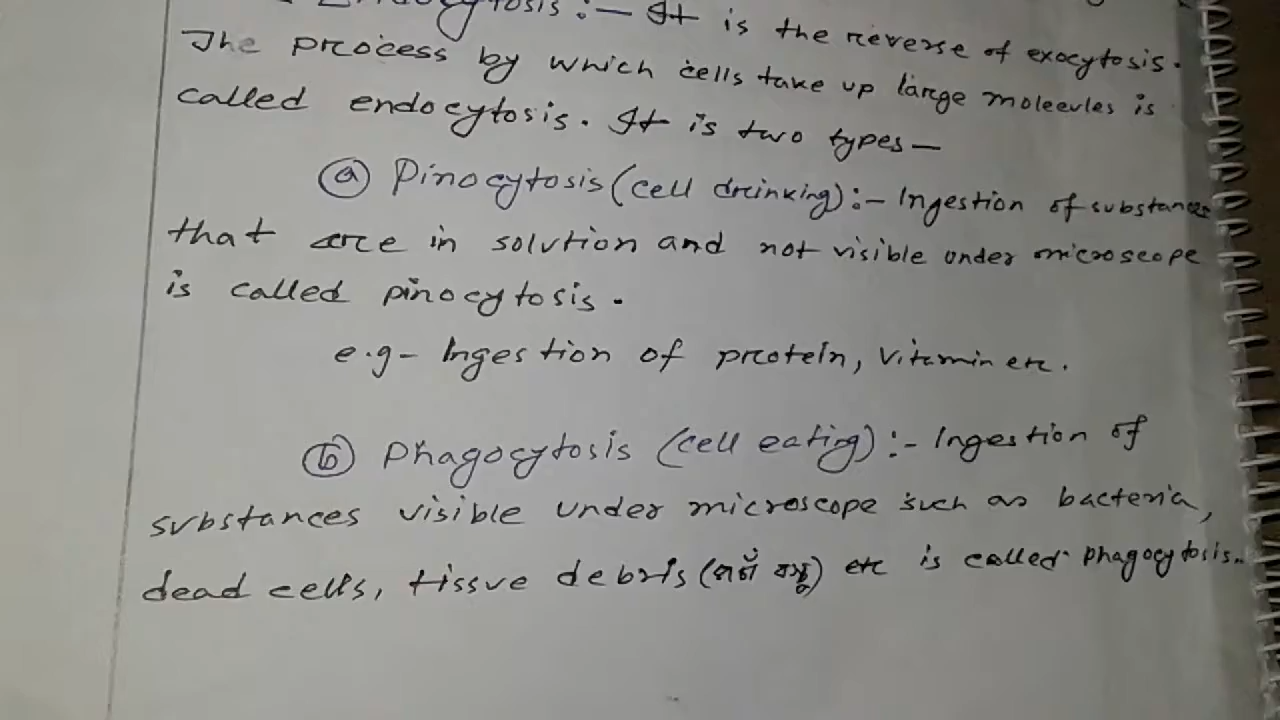 Endocytosis :— It is the reverse of exocytosis.
The process by which cells take up large molecules is
called endocytosis. It is two types—
(a) Pinocytosis (cell drinking) :— Ingestion of substances
that are in solution and not visible under microscope
is called pinocytosis.
e.g— Ingestion of protein, vitamin etc.
(b) Phagocytosis (cell eating) :— Ingestion of
substances visible under microscope such as bacteria,
dead cells, tissue debris ( ) etc is called phagocytosis.